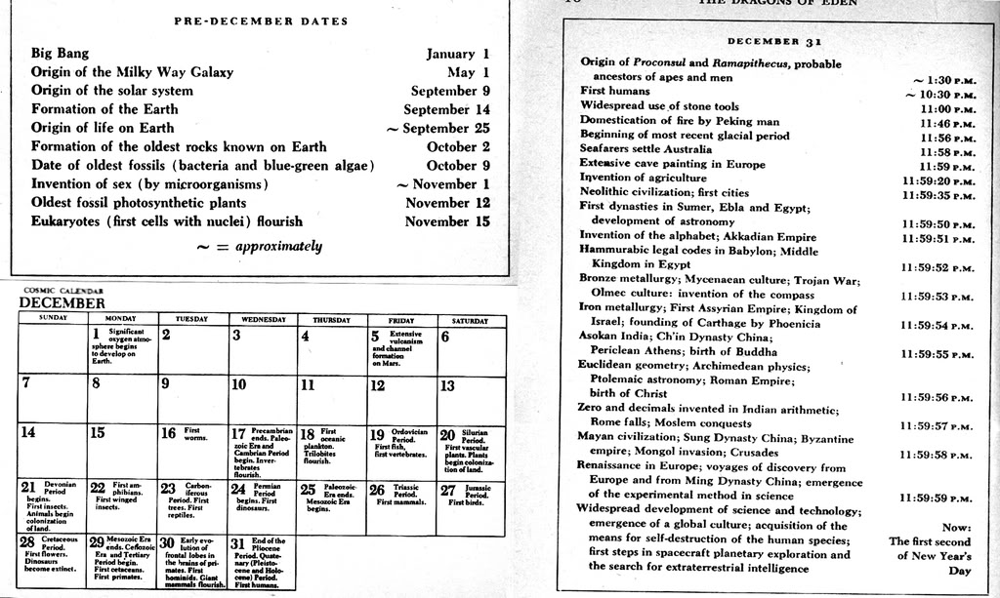 PRE-DECEMBER DATES
Big Bang January 1
Origin of the Milky Way Galaxy May 1
Origin of the solar system September 9
Formation of the Earth September 14
Origin of life on Earth ~ September 25
Formation of the oldest rocks known on Earth October 2
Date of oldest fossils (bacteria and blue-green algae) October 9
Invention of sex (by microorganisms) ~ November 1
Oldest fossil photosynthetic plants November 12
Eukaryotes (first cells with nuclei) flourish November 15
~ = approximately
COSMIC CALENDAR
DECEMBER
SUNDAY MONDAY TUESDAY WEDNESDAY THURSDAY FRIDAY SATURDAY
1 Significant
oxygen atmo-
sphere begins
to develop on
Earth.
2
3
4
5 Extensive
vulcanism
and channel
formation
on Mars.
6
7
8
9
10
11
12
13
14
15
16 First
worms.
17 Precambrian
ends. Paleo-
zoic Era and
Cambrian Period
begin. Inver-
tebrates
flourish.
18 First
oceanic
plankton.
Trilobites
flourish.
19 Ordovician
Period.
First fish,
first vertebrates.
20 Silurian
Period.
First vascular
plants. Plants
begin coloniza-
tion of land.
21 Devonian
Period
begins.
First insects.
Animals begin
colonization
of land.
22 First am-
phibians.
First winged
insects.
23 Carbon-
iferous
Period. First
trees. First
reptiles.
24 Permian
Period
begins. First
dinosaurs.
25 Paleozoic
Era ends.
Mesozoic Era
begins.
26 Triassic
Period.
First mammals.
27 Jurassic
Period.
First birds.
28 Cretaceous
Period.
First flowers.
Dinosaurs
become extinct.
29 Mesozoic Era
ends. Cenozoic
Era and Tertiary
Period begin.
First cetaceans.
First primates.
30 Early evo-
lution of
frontal lobes in
the brains of pri-
mates. First
hominids. Giant
mammals flourish.
31 End of the
Pliocene
Period. Quater-
nary (Pleisto-
cene and Holo-
cene) Period.
First humans.
THE DRAGONS OF EDEN
DECEMBER 31
Origin of Proconsul and Ramapithecus, probable
ancestors of apes and men ~ 1:30 P.M.
First humans ~ 10:30 P.M.
Widespread use of stone tools 11:00 P.M.
Domestication of fire by Peking man 11:46 P.M.
Beginning of most recent glacial period 11:56 P.M.
Seafarers settle Australia 11:58 P.M.
Extensive cave painting in Europe 11:59 P.M.
Invention of agriculture 11:59:20 P.M.
Neolithic civilization; first cities 11:59:35 P.M.
First dynasties in Sumer, Ebla and Egypt;
development of astronomy 11:59:50 P.M.
Invention of the alphabet; Akkadian Empire 11:59:51 P.M.
Hammurabic legal codes in Babylon; Middle
Kingdom in Egypt 11:59:52 P.M.
Bronze metallurgy; Mycenaean culture; Trojan War;
Olmec culture: invention of the compass 11:59:53 P.M.
Iron metallurgy; First Assyrian Empire; Kingdom of
Israel; founding of Carthage by Phoenicia 11:59:54 P.M.
Asokan India; Ch'in Dynasty China;
Periclean Athens; birth of Buddha 11:59:55 P.M.
Euclidean geometry; Archimedean physics;
Ptolemaic astronomy; Roman Empire;
birth of Christ 11:59:56 P.M.
Zero and decimals invented in Indian arithmetic;
Rome falls; Moslem conquests 11:59:57 P.M.
Mayan civilization; Sung Dynasty China; Byzantine
empire; Mongol invasion; Crusades 11:59:58 P.M.
Renaissance in Europe; voyages of discovery from
Europe and from Ming Dynasty China; emergence
of the experimental method in science 11:59:59 P.M.
Widespread development of science and technology;
emergence of a global culture; acquisition of the
means for self-destruction of the human species;
first steps in spacecraft planetary exploration and
the search for extraterrestrial intelligence
Now:
The first second
of New Year's
Day